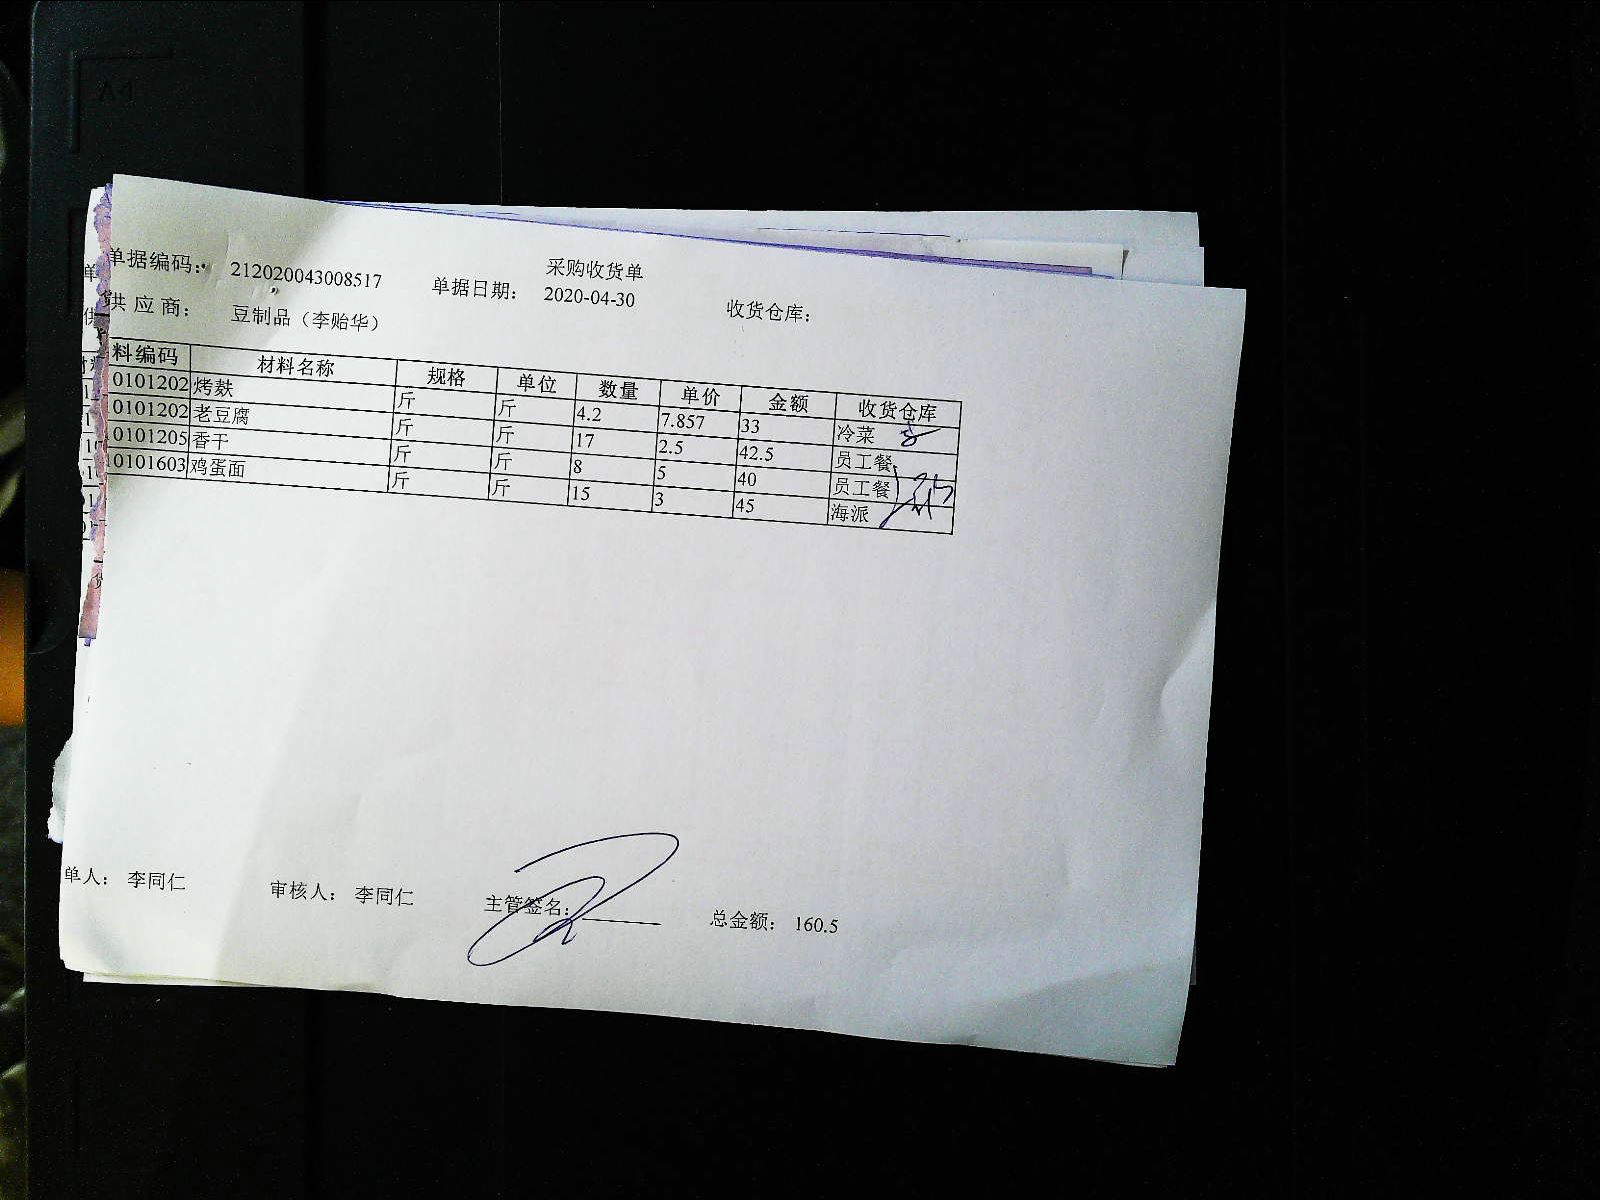 采购收货单
单据编码： 212020043008517 单据日期： 2020-04-30 收货仓库：
供 应 商： 豆制品（李贻华）
料编码 材料名称 规格 单位 数量 单价 金额 收货仓库
0101202 烤麸 斤 斤 4.2 7.857 33 冷菜
0101202 老豆腐 斤 斤 17 2.5 42.5 员工餐
0101205 香干 斤 斤 8 5 40 员工餐
0101603 鸡蛋面 斤 斤 15 3 45 海派
单人： 李同仁 审核人： 李同仁 主管签名： 总金额： 160.5
A4